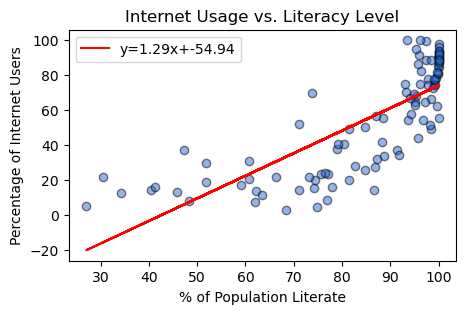 Internet Usage vs. Literacy Level
y=1.29x+-54.94
Percentage of Internet Users
100
80
60
40
20
0
−20
30 40 50 60 70 80 90 100
% of Population Literate